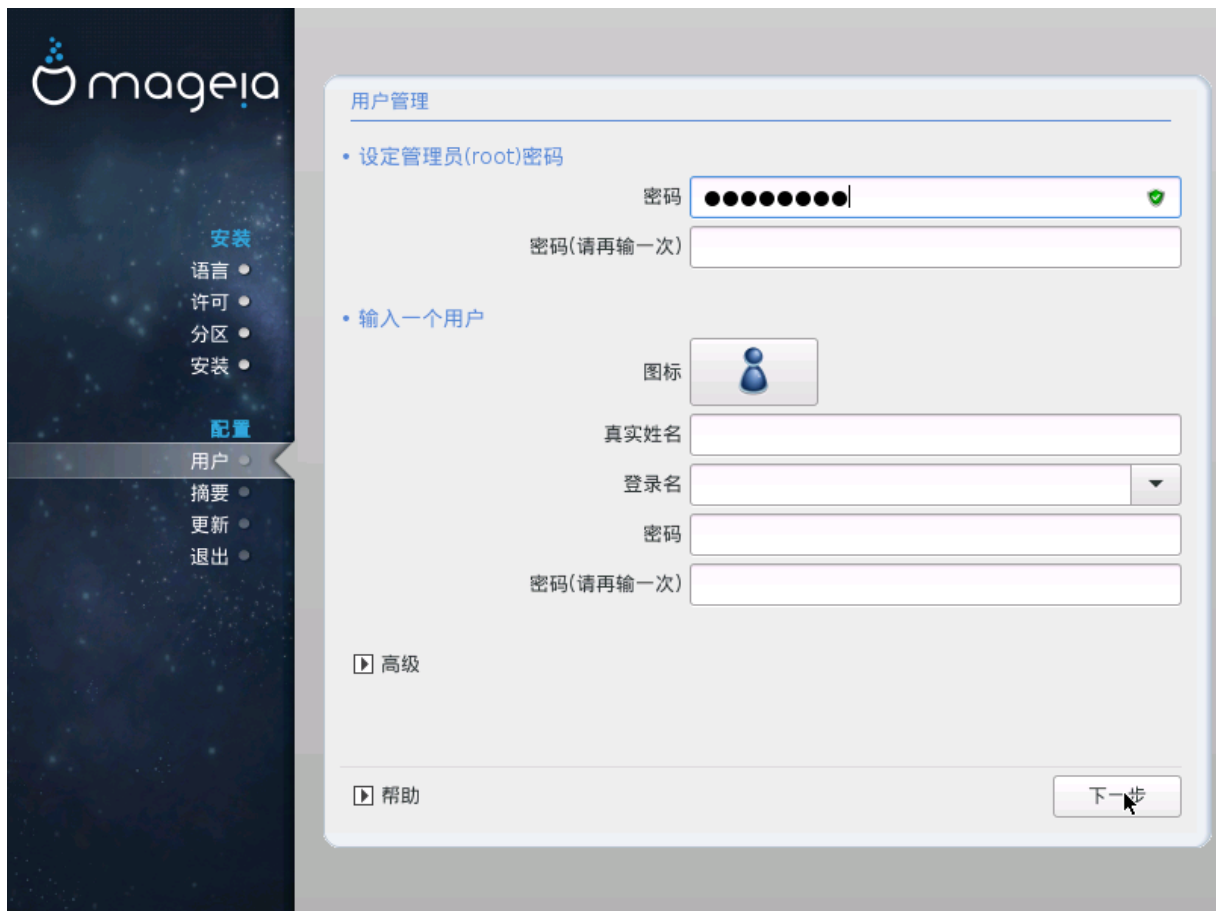 mageia
安装
语言
许可
分区
安装
配置
用户
摘要
更新
退出
用户管理
• 设定管理员(root)密码
密码 ●●●●●●●●
密码(请再输一次)
• 输入一个用户
图标
真实姓名
登录名
密码
密码(请再输一次)
高级
帮助
下一步